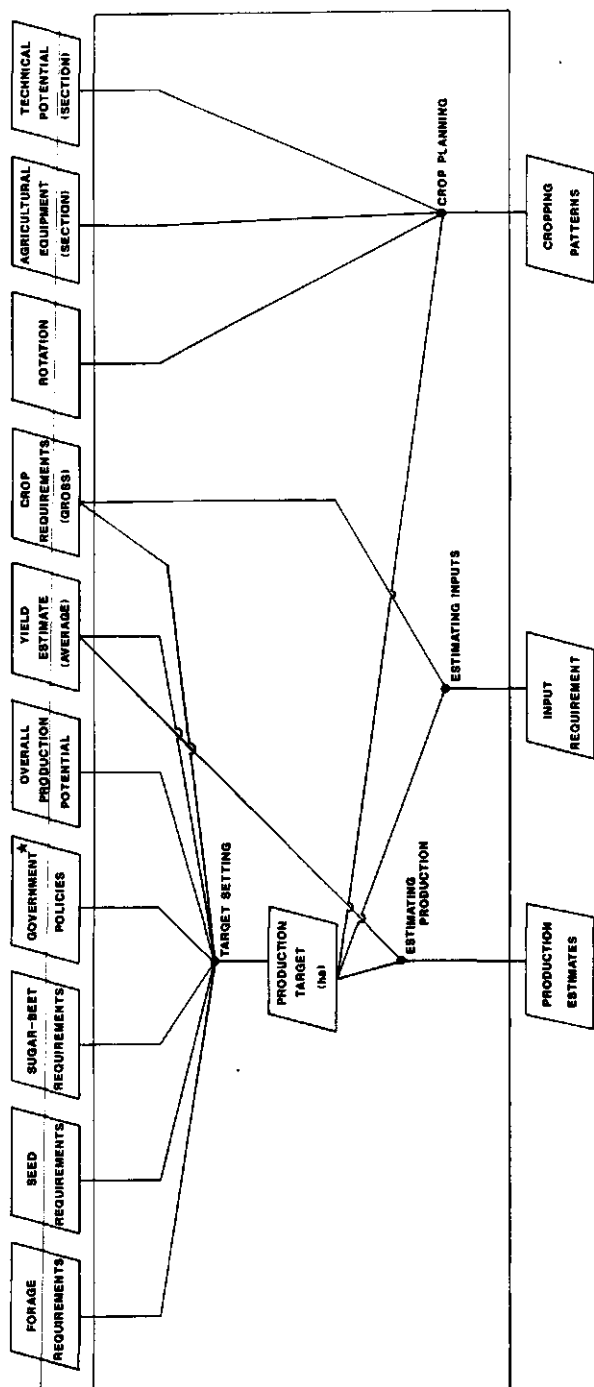 FORAGE
REQUIREMENTS
SEED
REQUIREMENTS
SUGAR-BEET
REQUIREMENTS
GOVERNMENT★
POLICIES
OVERALL
PRODUCTION
POTENTIAL
YIELD
ESTIMATE
(AVERAGE)
CROP
REQUIREMENTS
(GROSS)
ROTATION
AGRICULTURAL
EQUIPMENT
(SECTION)
TECHNICAL
POTENTIAL
(SECTION)
TARGET SETTING
PRODUCTION
TARGET
(ha)
ESTIMATING
PRODUCTION
ESTIMATING INPUTS
CROP PLANNING
PRODUCTION
ESTIMATES
INPUT
REQUIREMENT
CROPPING
PATTERNS